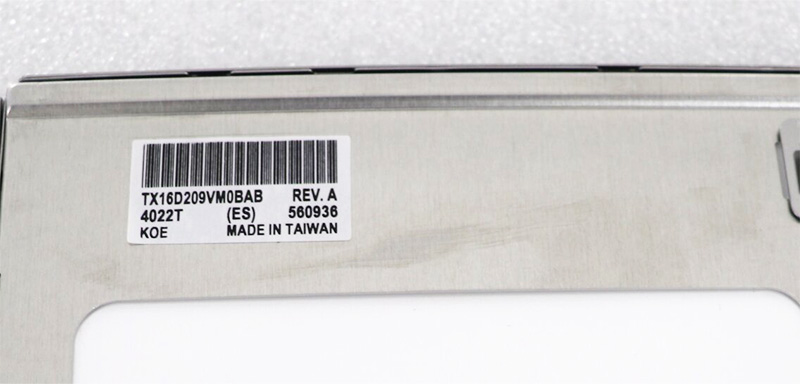 TX16D209VM0BAB REV. A
4022T (ES) 560936
KOE MADE IN TAIWAN